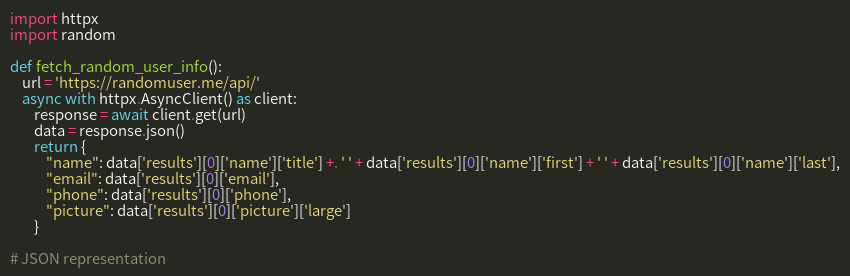 import httpx
import random
def fetch_random_user_info():
url = 'https://randomuser.me/api/'
async with httpx.AsyncClient() as client:
response = await client.get(url)
data = response.json()
return {
"name": data['results'][0]['name']['title'] +. ' ' + data['results'][0]['name']['first'] + ' ' + data['results'][0]['name']['last'],
"email": data['results'][0]['email'],
"phone": data['results'][0]['phone'],
"picture": data['results'][0]['picture']['large']
}
# JSON representation